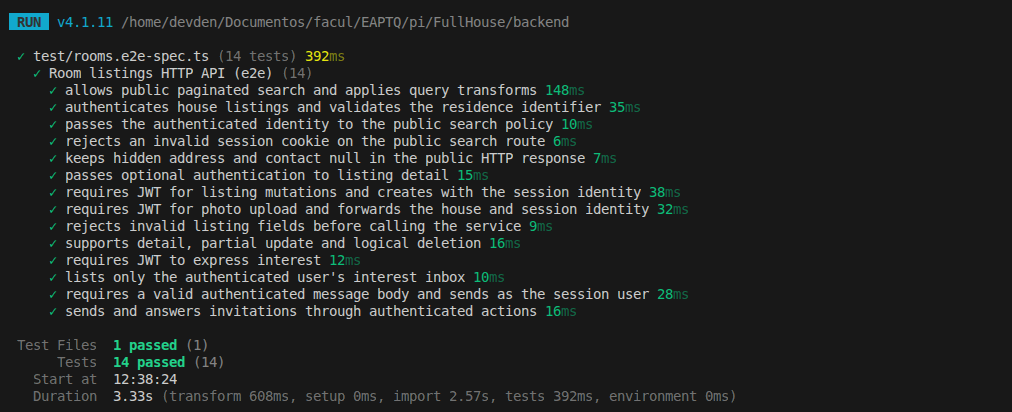 RUN v4.1.11 /home/devden/Documentos/facul/EAPTQ/pi/FullHouse/backend
✓ test/rooms.e2e-spec.ts (14 tests) 392ms
✓ Room listings HTTP API (e2e) (14)
✓ allows public paginated search and applies query transforms 148ms
✓ authenticates house listings and validates the residence identifier 35ms
✓ passes the authenticated identity to the public search policy 10ms
✓ rejects an invalid session cookie on the public search route 6ms
✓ keeps hidden address and contact null in the public HTTP response 7ms
✓ passes optional authentication to listing detail 15ms
✓ requires JWT for listing mutations and creates with the session identity 38ms
✓ requires JWT for photo upload and forwards the house and session identity 32ms
✓ rejects invalid listing fields before calling the service 9ms
✓ supports detail, partial update and logical deletion 16ms
✓ requires JWT to express interest 12ms
✓ lists only the authenticated user's interest inbox 10ms
✓ requires a valid authenticated message body and sends as the session user 28ms
✓ sends and answers invitations through authenticated actions 16ms
Test Files 1 passed (1)
Tests 14 passed (14)
Start at 12:38:24
Duration 3.33s (transform 608ms, setup 0ms, import 2.57s, tests 392ms, environment 0ms)